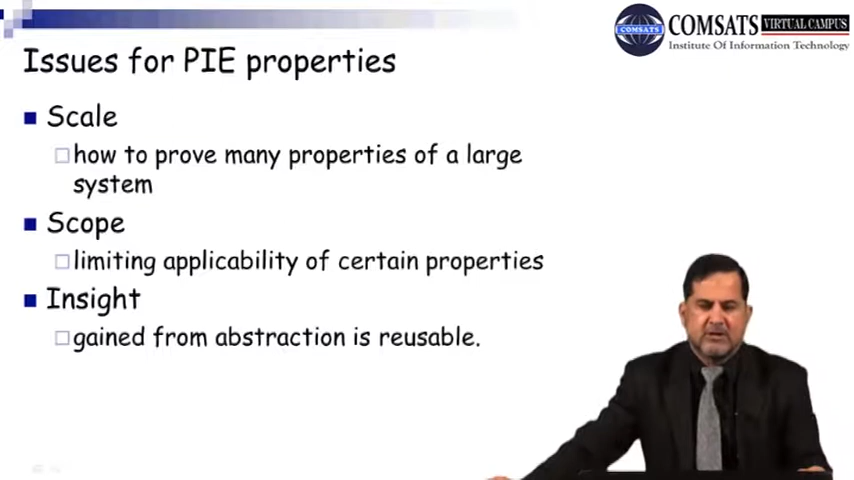 Issues for PIE properties
COMSATS VIRTUAL CAMPUS
Institute Of Information Technology
COMSATS
Scale
how to prove many properties of a large
system
Scope
limiting applicability of certain properties
Insight
gained from abstraction is reusable.